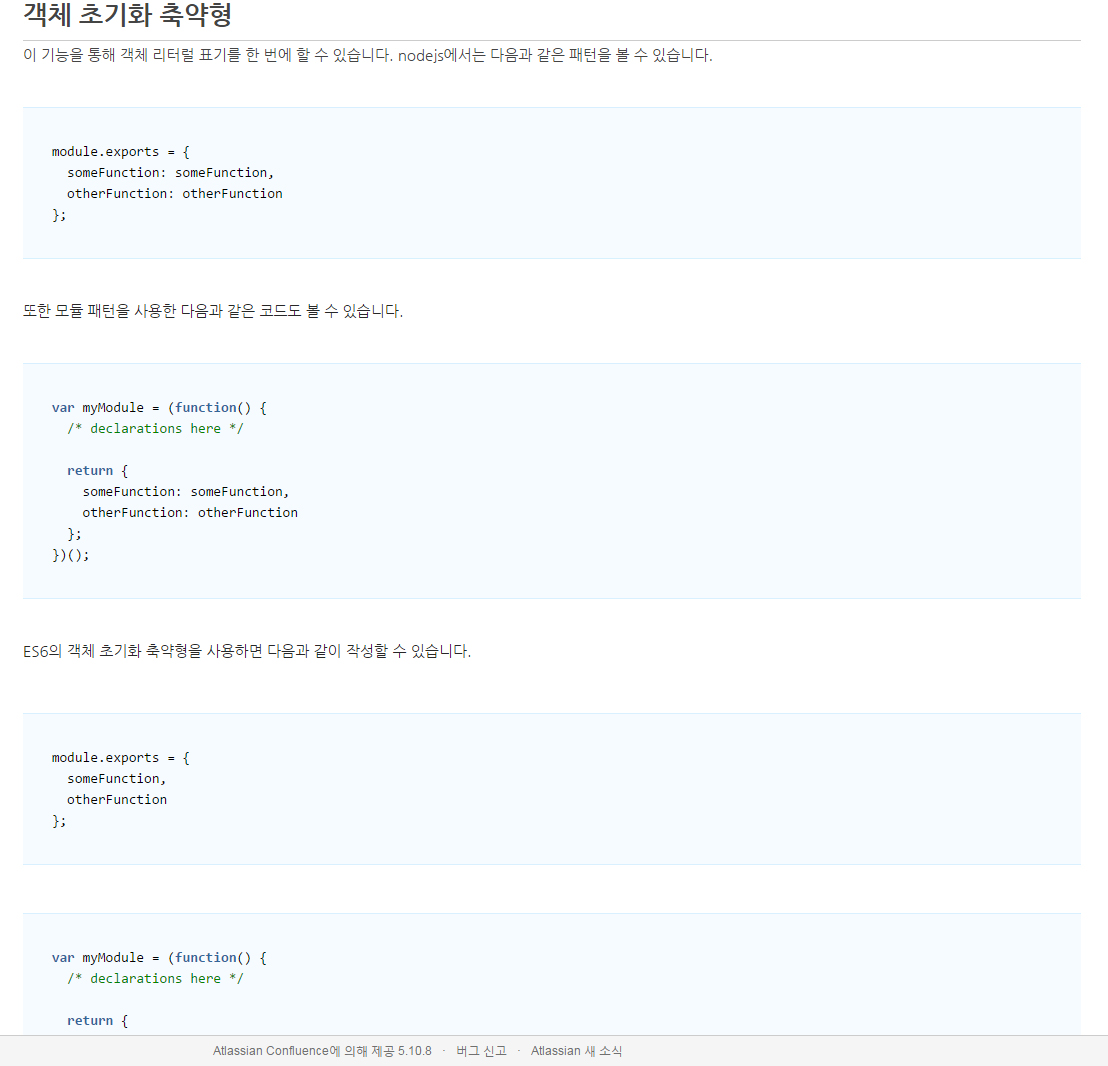 객체 초기화 축약형
이 기능을 통해 객체 리터럴 표기를 한 번에 할 수 있습니다. nodejs에서는 다음과 같은 패턴을 볼 수 있습니다.
module.exports = {
  someFunction: someFunction,
  otherFunction: otherFunction
};
또한 모듈 패턴을 사용한 다음과 같은 코드도 볼 수 있습니다.
var myModule = (function() {
  /* declarations here */
  return {
    someFunction: someFunction,
    otherFunction: otherFunction
  };
})();
ES6의 객체 초기화 축약형을 사용하면 다음과 같이 작성할 수 있습니다.
module.exports = {
  someFunction,
  otherFunction
};
var myModule = (function() {
  /* declarations here */
  return {
Atlassian Confluence에 의해 제공 5.10.8 · 버그 신고 · Atlassian 새 소식